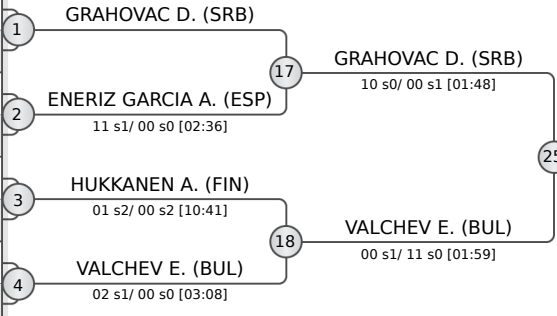 GRAHOVAC D. (SRB)
1
17
GRAHOVAC D. (SRB)
10 s0/ 00 s1 [01:48]
ENERIZ GARCIA A. (ESP)
2
11 s1/ 00 s0 [02:36]
25
HUKKANEN A. (FIN)
3
01 s2/ 00 s2 [10:41]
18
VALCHEV E. (BUL)
00 s1/ 11 s0 [01:59]
VALCHEV E. (BUL)
4
02 s1/ 00 s0 [03:08]